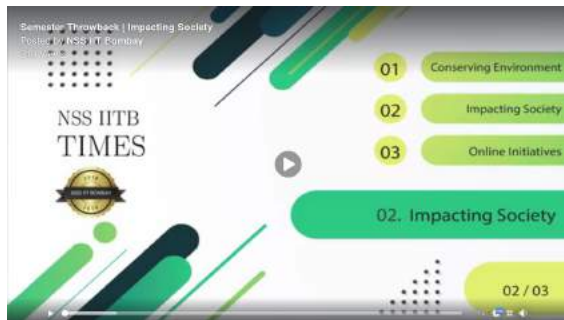 Semester Throwback | Impacting Society
Posted by NSS IIT Bombay
NSS IITB
TIMES
01 Conserving Environment
02 Impacting Society
03 Online Initiatives
02. Impacting Society
02 / 03